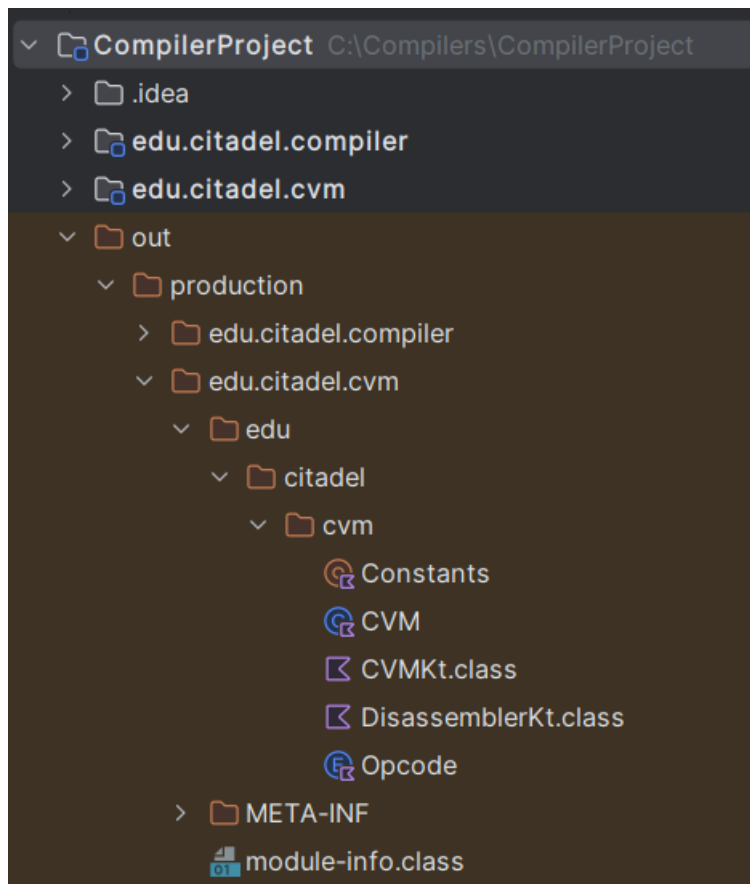 CompilerProject C:\Compilers\CompilerProject
.idea
edu.citadel.compiler
edu.citadel.cvm
out
production
edu.citadel.compiler
edu.citadel.cvm
edu
citadel
cvm
Constants
CVM
CVMKt.class
DisassemblerKt.class
Opcode
META-INF
module-info.class